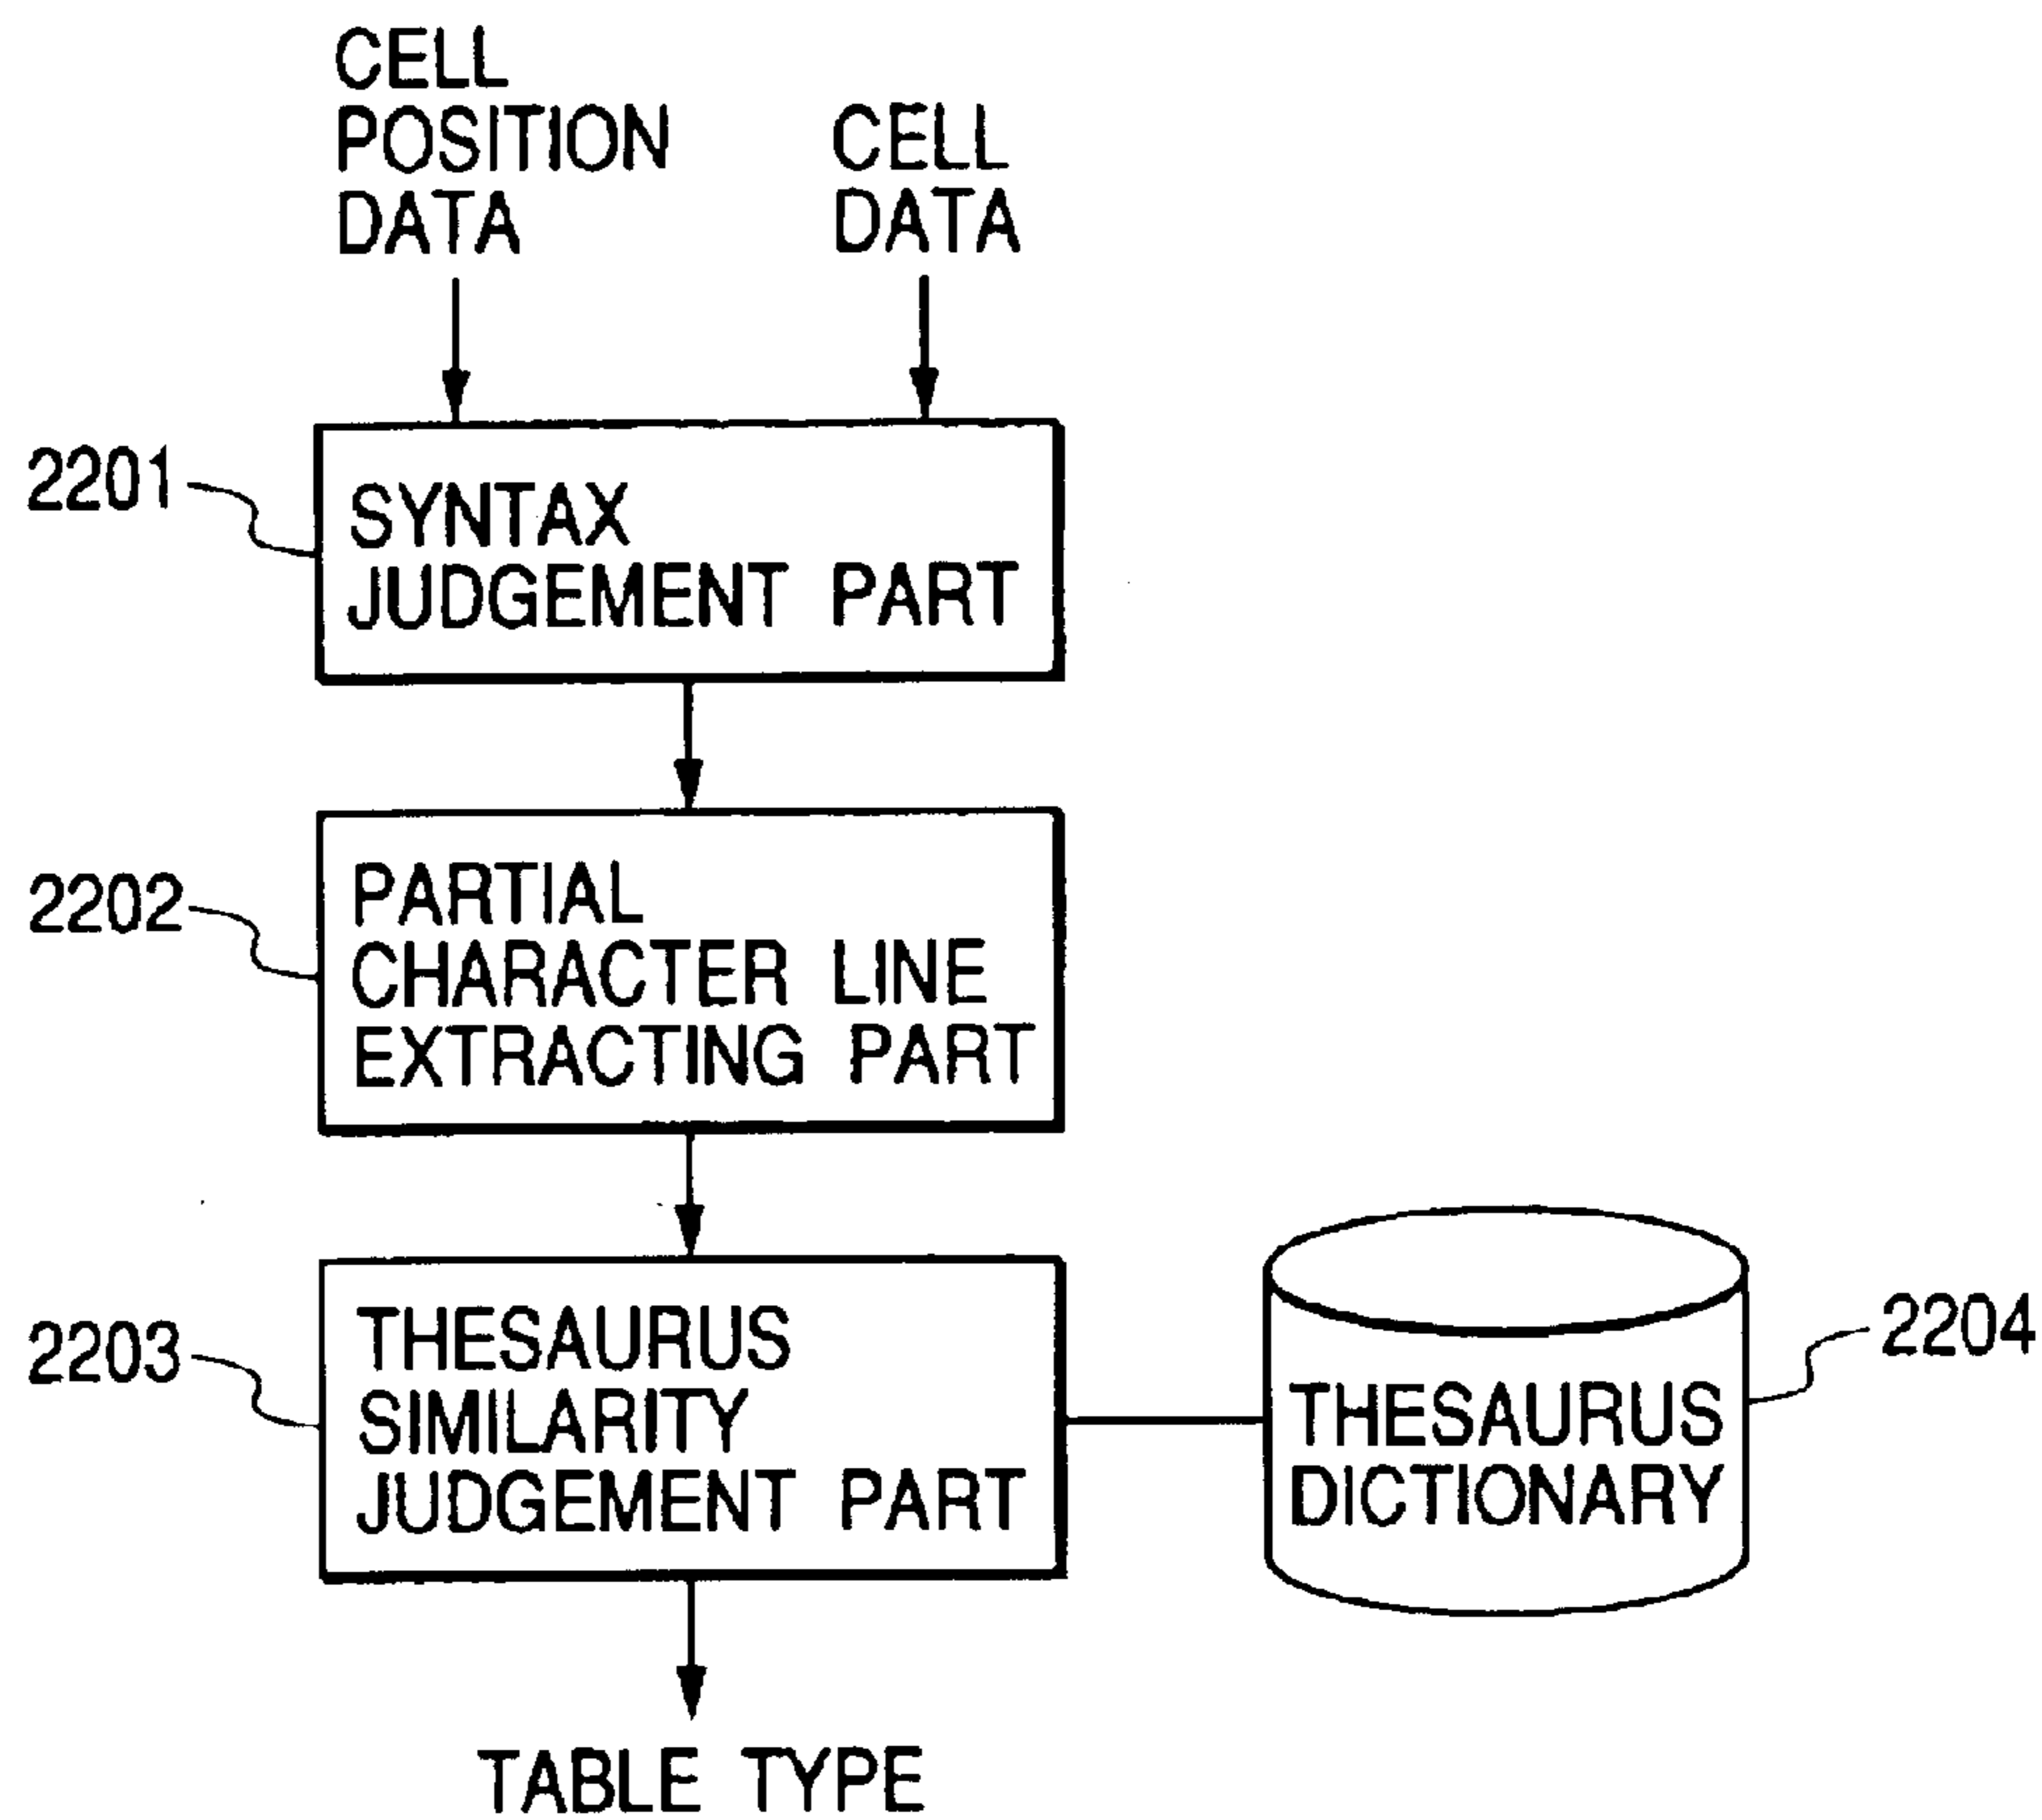 CELL
POSITION
DATA
CELL
DATA
2201
SYNTAX
JUDGEMENT PART
2202
PARTIAL
CHARACTER LINE
EXTRACTING PART
2203
THESAURUS
SIMILARITY
JUDGEMENT PART
THESAURUS
DICTIONARY
2204
TABLE TYPE